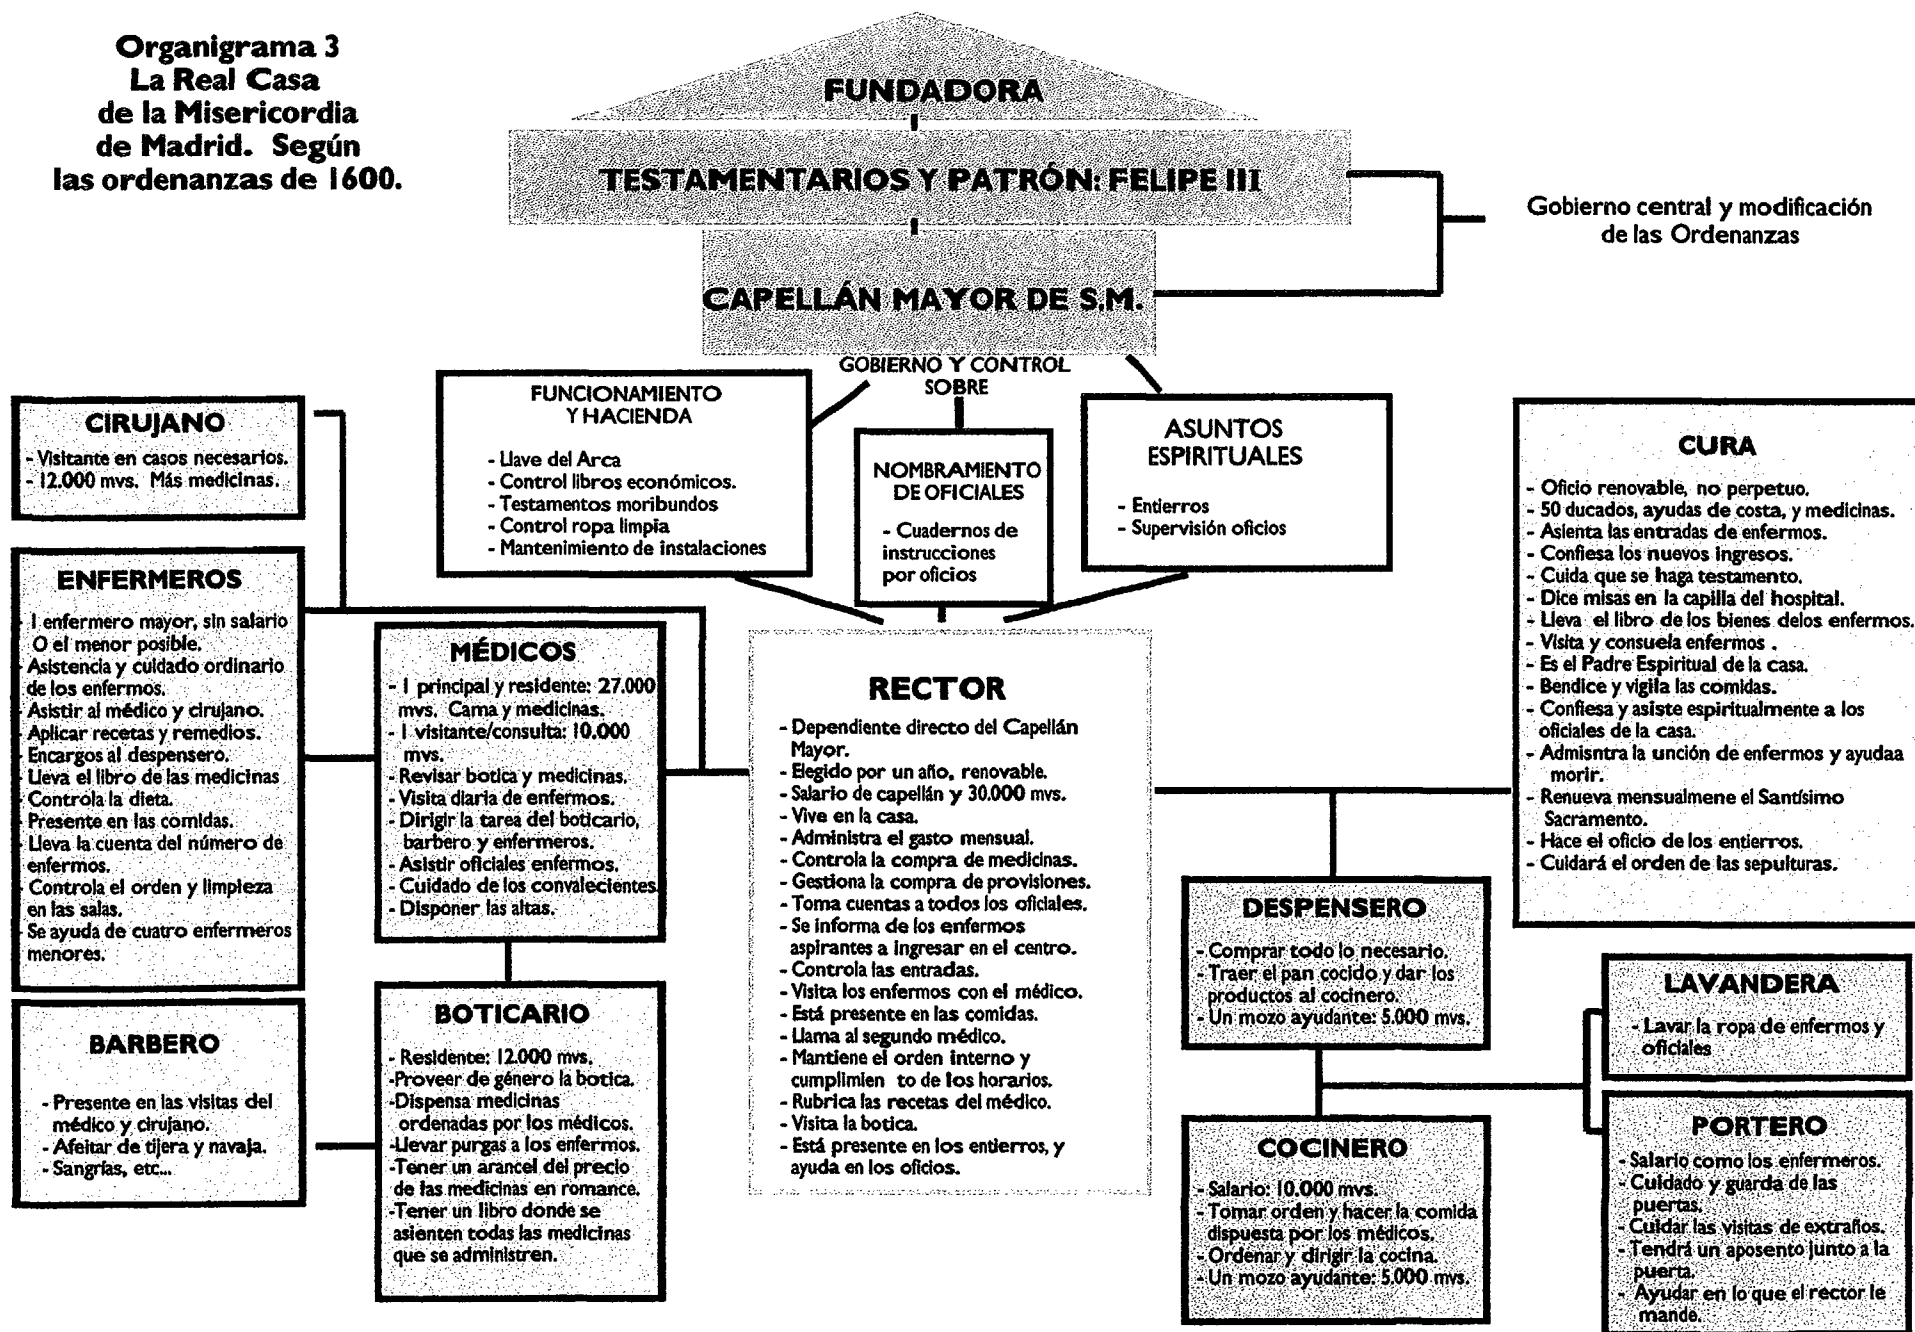 Organigrama 3
La Real Casa
de la Misericordia
de Madrid. Según
las ordenanzas de 1600.
FUNDADORA
TESTAMENTARIOS Y PATRÓN: FELIPE III
Gobierno central y modificación
de las Ordenanzas
CAPELLÁN MAYOR DE S.M.
GOBIERNO Y CONTROL
SOBRE
FUNCIONAMIENTO
Y HACIENDA
- Llave del Arca
- Control libros económicos.
- Testamentos moribundos
- Control ropa limpia
- Mantenimiento de instalaciones
NOMBRAMIENTO
DE OFICIALES
- Cuadernos de
instrucciones
por oficios
ASUNTOS
ESPIRITUALES
- Entierros
- Supervisión oficios
CIRUJANO
- Visitante en casos necesarios.
- 12.000 mvs. Más medicinas.
ENFERMEROS
- 1 enfermero mayor, sin salario
O el menor posible.
- Asistencia y cuidado ordinario
de los enfermos.
- Asistir al médico y cirujano.
- Aplicar recetas y remedios.
- Encargos al despensero.
- Lleva el libro de las medicinas
- Controla la dieta.
- Presente en las comidas.
- Lleva la cuenta del número de
enfermos.
- Controla el orden y limpieza
en las salas.
- Se ayuda de cuatro enfermeros
menores.
BARBERO
- Presente en las visitas del
médico y cirujano.
- Afeitar de tijera y navaja.
- Sangrías, etc...
MÉDICOS
- 1 principal y residente: 27.000
mvs. Cama y medicinas.
- 1 visitante/consulta: 10.000
mvs.
- Revisar botica y medicinas.
- Visita diaria de enfermos.
- Dirigir la tarea del boticario,
barbero y enfermeros.
- Asistir oficiales enfermos.
- Cuidado de los convalecientes.
- Disponer las altas.
BOTICARIO
- Residente: 12.000 mvs.
-Proveer de género la botica.
-Dispensa medicinas
ordenadas por los médicos.
-Llevar purgas a los enfermos.
-Tener un arancel del precio
de las medicinas en romance.
-Tener un libro donde se
asienten todas las medicinas
que se administren.
RECTOR
- Dependiente directo del Capellán
Mayor.
- Elegido por un año, renovable.
- Salario de capellán y 30.000 mvs.
- Vive en la casa.
- Administra el gasto mensual.
- Controla la compra de medicinas.
- Gestiona la compra de provisiones.
- Toma cuentas a todos los oficiales.
- Se informa de los enfermos
aspirantes a ingresar en el centro.
- Controla las entradas.
- Visita los enfermos con el médico.
- Está presente en las comidas.
- Llama al segundo médico.
- Mantiene el orden interno y
cumplimien to de los horarios.
- Rubrica las recetas del médico.
- Visita la botica.
- Está presente en los entierros, y
ayuda en los oficios.
CURA
- Oficio renovable, no perpetuo.
- 50 ducados, ayudas de costa, y medicinas.
- Asienta las entradas de enfermos.
- Confiesa los nuevos ingresos.
- Cuida que se haga testamento.
- Dice misas en la capilla del hospital.
- Lleva el libro de los bienes delos enfermos.
- Visita y consuela enfermos .
- Es el Padre Espiritual de la casa.
- Bendice y vigila las comidas.
- Confiesa y asiste espiritualmente a los
oficiales de la casa.
- Admisntra la unción de enfermos y ayudaa
morir.
- Renueva mensualmene el Santísimo
Sacramento.
- Hace el oficio de los entierros.
- Cuidará el orden de las sepulturas.
DESPENSERO
- Comprar todo lo necesario.
- Traer el pan cocido y dar los
productos al cocinero.
- Un mozo ayudante: 5.000 mvs.
COCINERO
- Salario: 10.000 mvs.
- Tomar orden y hacer la comida
dispuesta por los médicos.
- Ordenar y dirigir la cocina.
- Un mozo ayudante: 5.000 mvs.
LAVANDERA
- Lavar la ropa de enfermos y
oficiales
PORTERO
- Salario como los enfermeros.
- Cuidado y guarda de las
puertas.
- Cuidar las visitas de extraños.
- Tendrá un aposento junto a la
puerta.
- Ayudar en lo que el rector le
mande.